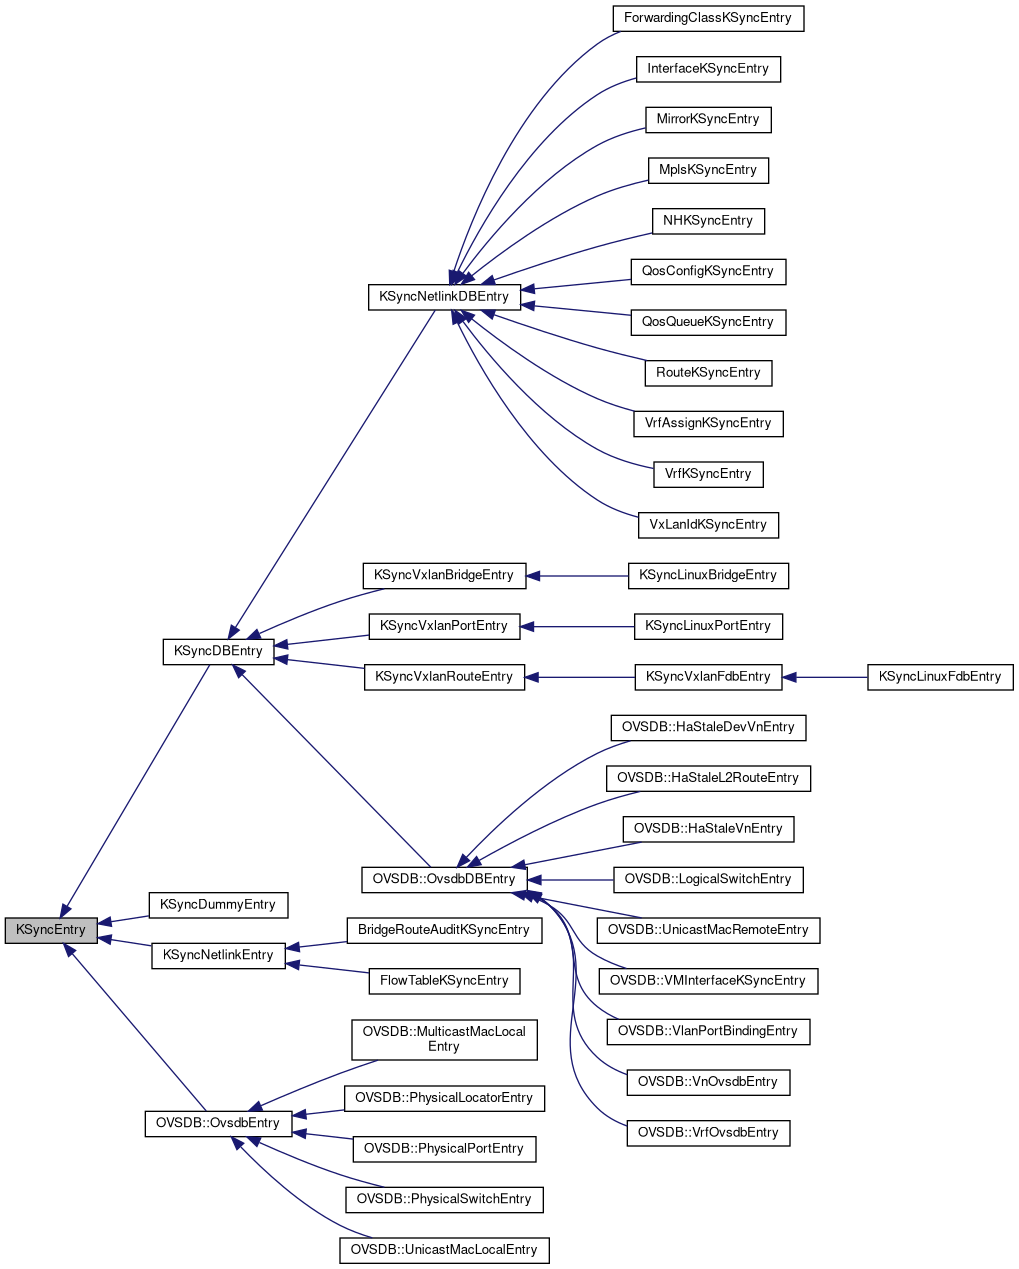 ForwardingClassKSyncEntry
InterfaceKSyncEntry
MirrorKSyncEntry
MplsKSyncEntry
NHKSyncEntry
QosConfigKSyncEntry
KSyncNetlinkDBEntry
QosQueueKSyncEntry
RouteKSyncEntry
VrfAssignKSyncEntry
VrfKSyncEntry
VxLanIdKSyncEntry
KSyncVxlanBridgeEntry
KSyncLinuxBridgeEntry
KSyncVxlanPortEntry
KSyncLinuxPortEntry
KSyncDBEntry
KSyncVxlanRouteEntry
KSyncVxlanFdbEntry
KSyncLinuxFdbEntry
OVSDB::HaStaleDevVnEntry
OVSDB::HaStaleL2RouteEntry
OVSDB::HaStaleVnEntry
OVSDB::OvsdbDBEntry
OVSDB::LogicalSwitchEntry
KSyncDummyEntry
KSyncEntry
BridgeRouteAuditKSyncEntry
OVSDB::UnicastMacRemoteEntry
KSyncNetlinkEntry
FlowTableKSyncEntry
OVSDB::VMInterfaceKSyncEntry
OVSDB::MulticastMacLocal
Entry
OVSDB::VlanPortBindingEntry
OVSDB::VnOvsdbEntry
OVSDB::PhysicalLocatorEntry
OVSDB::OvsdbEntry
OVSDB::VrfOvsdbEntry
OVSDB::PhysicalPortEntry
OVSDB::PhysicalSwitchEntry
OVSDB::UnicastMacLocalEntry